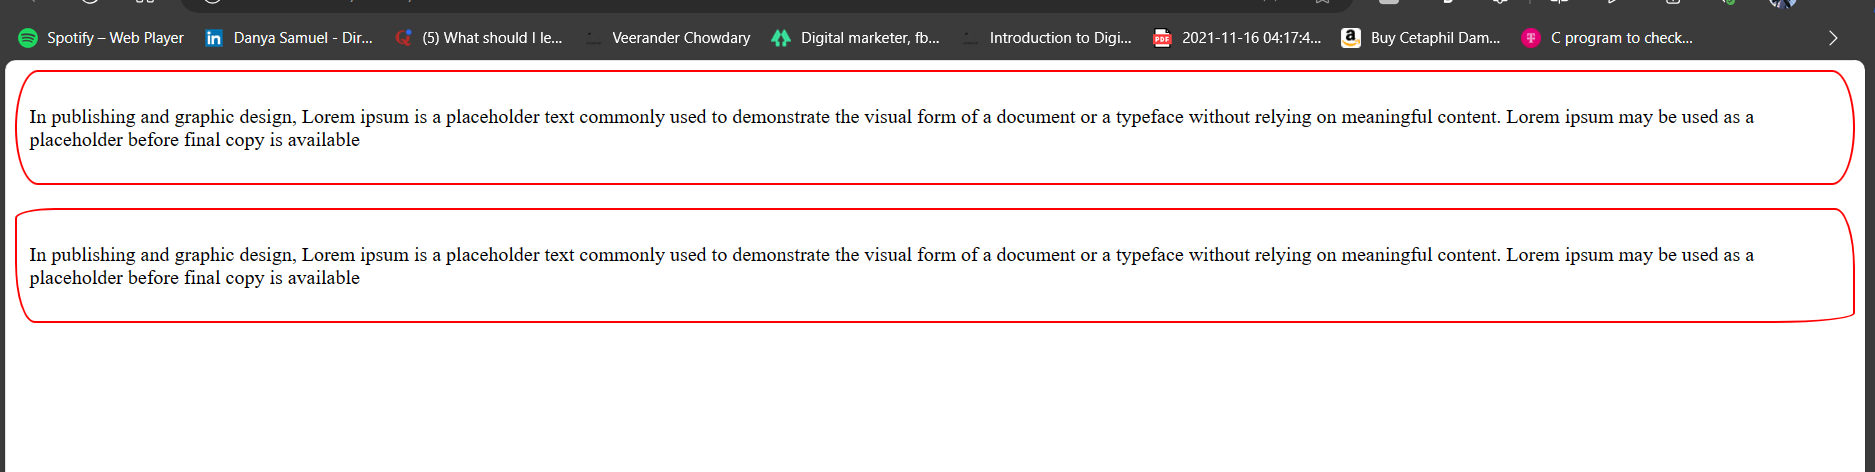 Spotify – Web Player
Danya Samuel - Dir...
(5) What should I le...
Veerander Chowdary
Digital marketer, fb...
Introduction to Digi...
PDF
2021-11-16 04:17:4...
a
Buy Cetaphil Dam...
T
C program to check...
In publishing and graphic design, Lorem ipsum is a placeholder text commonly used to demonstrate the visual form of a document or a typeface without relying on meaningful content. Lorem ipsum may be used as a
placeholder before final copy is available
In publishing and graphic design, Lorem ipsum is a placeholder text commonly used to demonstrate the visual form of a document or a typeface without relying on meaningful content. Lorem ipsum may be used as a
placeholder before final copy is available